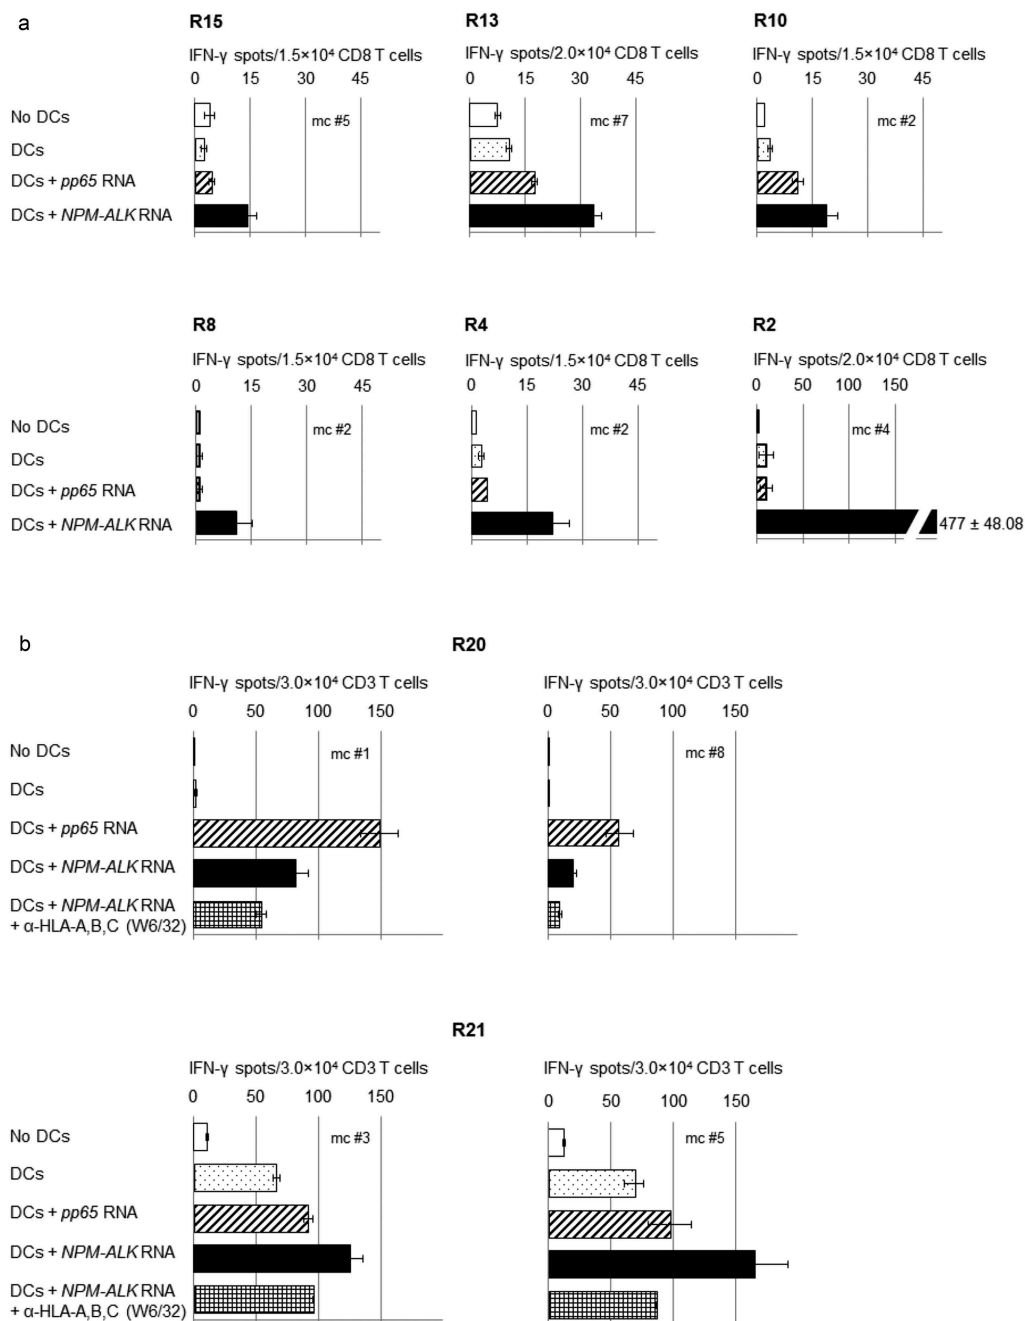 a
R15 R13 R10
IFN-γ spots/1.5×10⁴ CD8 T cells IFN-γ spots/2.0×10⁴ CD8 T cells IFN-γ spots/1.5×10⁴ CD8 T cells
0 15 30 45 0 15 30 45 0 15 30 45
No DCs mc #5 mc #7 mc #2
DCs
DCs + pp65 RNA
DCs + NPM-ALK RNA
R8 R4 R2
IFN-γ spots/1.5×10⁴ CD8 T cells IFN-γ spots/1.5×10⁴ CD8 T cells IFN-γ spots/2.0×10⁴ CD8 T cells
0 15 30 45 0 15 30 45 0 50 100 150
No DCs mc #2 mc #2 mc #4
DCs
DCs + pp65 RNA
DCs + NPM-ALK RNA 477 ± 48.08
b
R20
IFN-γ spots/3.0×10⁴ CD3 T cells IFN-γ spots/3.0×10⁴ CD3 T cells
0 50 100 150 0 50 100 150
No DCs mc #1 mc #8
DCs
DCs + pp65 RNA
DCs + NPM-ALK RNA
DCs + NPM-ALK RNA
+ α-HLA-A,B,C (W6/32)
R21
IFN-γ spots/3.0×10⁴ CD3 T cells IFN-γ spots/3.0×10⁴ CD3 T cells
0 50 100 150 0 50 100 150
No DCs mc #3 mc #5
DCs
DCs + pp65 RNA
DCs + NPM-ALK RNA
DCs + NPM-ALK RNA
+ α-HLA-A,B,C (W6/32)